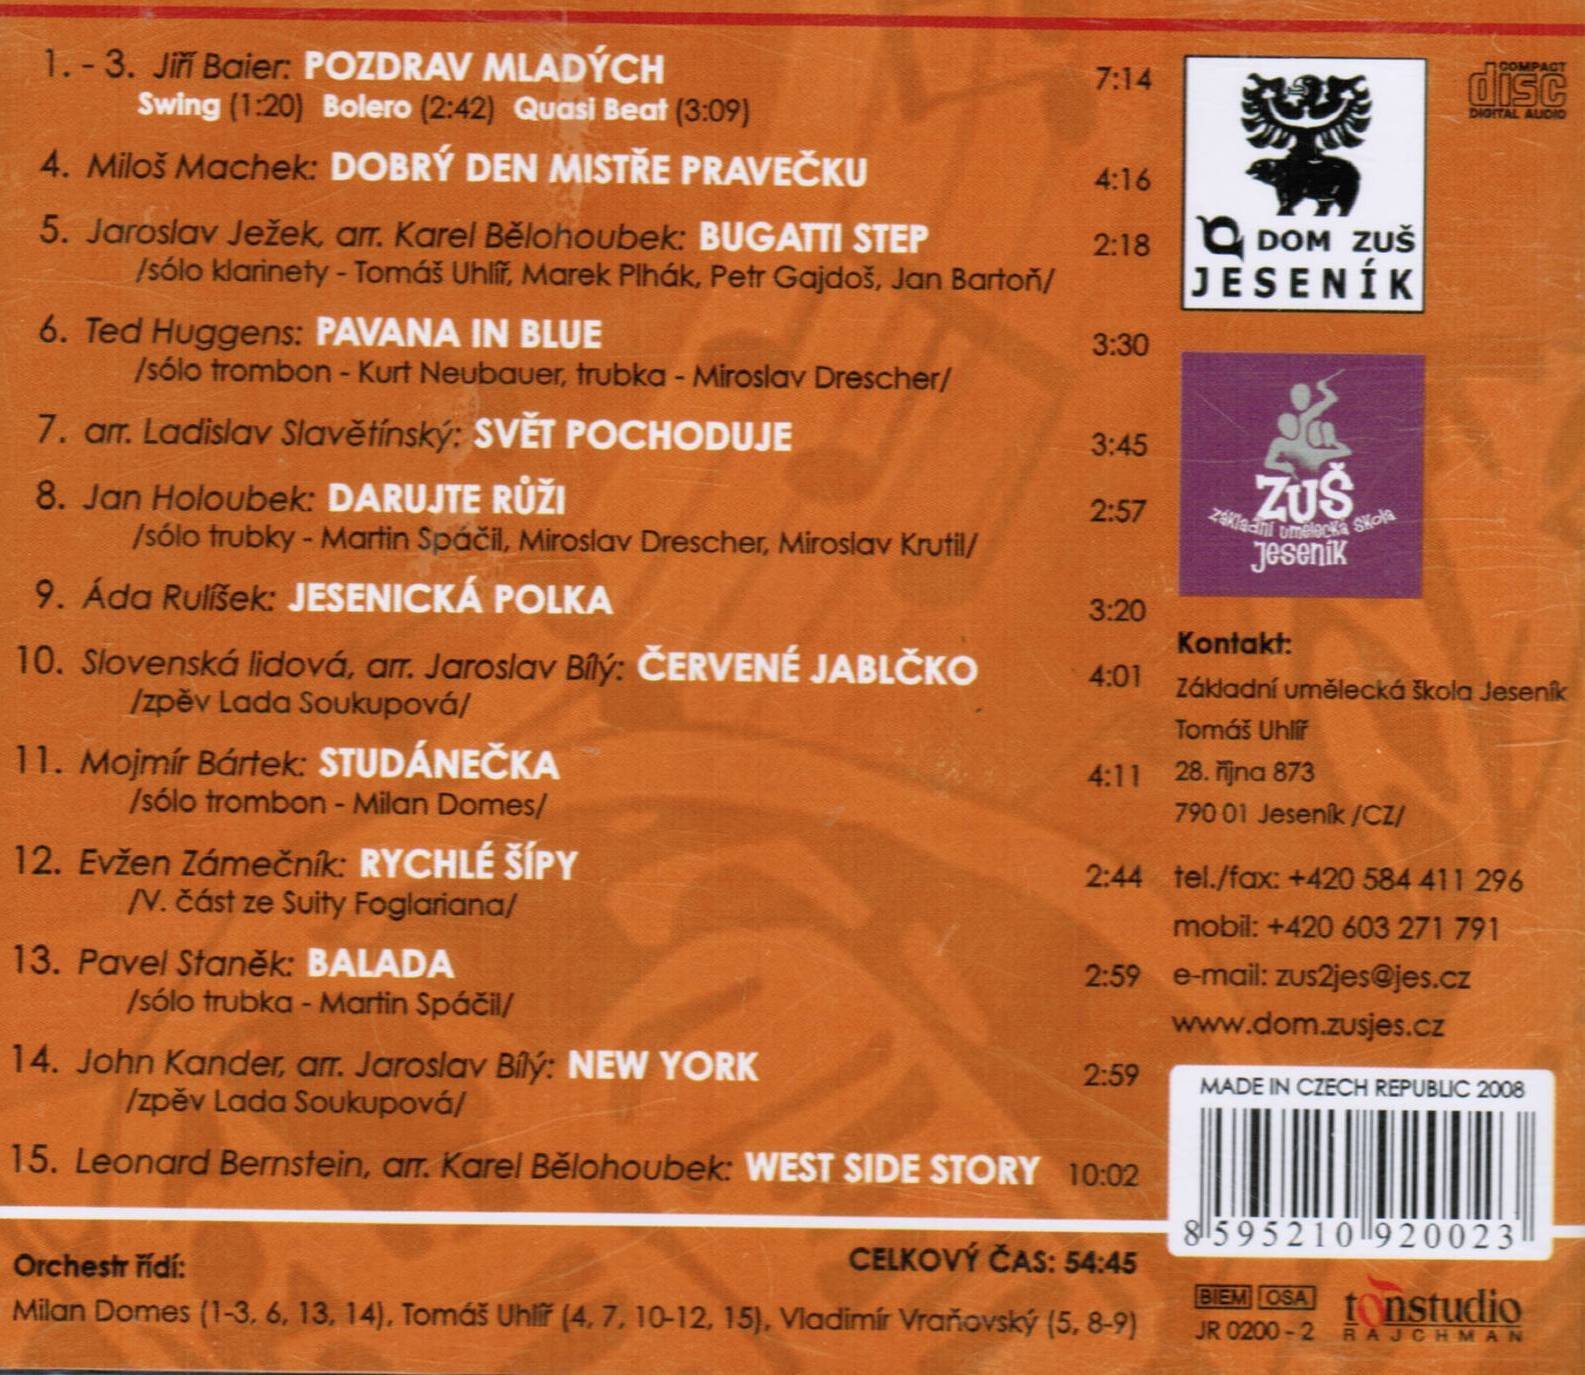 1. - 3. Jiří Baier: POZDRAV MLADÝCH 7:14
Swing (1:20) Bolero (2:42) Quasi Beat (3:09)
4. Miloš Machek: DOBRÝ DEN MISTŘE PRAVEČKU 4:16
5. Jaroslav Ježek, arr. Karel Bělohoubek: BUGATTI STEP 2:18
/sólo klarinety - Tomáš Uhlíř, Marek Plhák, Petr Gajdoš, Jan Bartoň/
6. Ted Huggens: PAVANA IN BLUE 3:30
/sólo trombon - Kurt Neubauer, trubka - Miroslav Drescher/
7. arr. Ladislav Slavětínský: SVĚT POCHODUJE 3:45
8. Jan Holoubek: DARUJTE RŮŽI 2:57
/sólo trubky - Martin Spáčil, Miroslav Drescher, Miroslav Krutil/
9. Áda Rulíšek: JESENICKÁ POLKA 3:20
10. Slovenská lidová, arr. Jaroslav Bílý: ČERVENÉ JABLČKO 4:01
/zpěv Lada Soukupová/
11. Mojmír Bártek: STUDÁNEČKA 4:11
/sólo trombon - Milan Domes/
12. Evžen Zámečník: RYCHLÉ ŠÍPY 2:44
/V. část ze Suity Foglariana/
13. Pavel Staněk: BALADA 2:59
/sólo trubka - Martin Spáčil/
14. John Kander, arr. Jaroslav Bílý: NEW YORK 2:59
/zpěv Lada Soukupová/
15. Leonard Bernstein, arr. Karel Bělohoubek: WEST SIDE STORY 10:02
CELKOVÝ ČAS: 54:45
Orchestr řídí:
Milan Domes (1-3, 6, 13, 14), Tomáš Uhlíř (4, 7, 10-12, 15), Vladimír Vraňovský (5, 8-9)
COMPACT
disc
DIGITAL AUDIO
DOM ZUŠ
JESENÍK
ZUŠ
základní umělecká škola
Jeseník
Kontakt:
Základní umělecká škola Jeseník
Tomáš Uhlíř
28. října 873
790 01 Jeseník /CZ/
tel./fax: +420 584 411 296
mobil: +420 603 271 791
e-mail: zus2jes@jes.cz
www.dom.zusjes.cz
MADE IN CZECH REPUBLIC 2008
8 595210 920023
BIEM OSA
JR 0200 - 2
tonstudio
RAJCHMAN